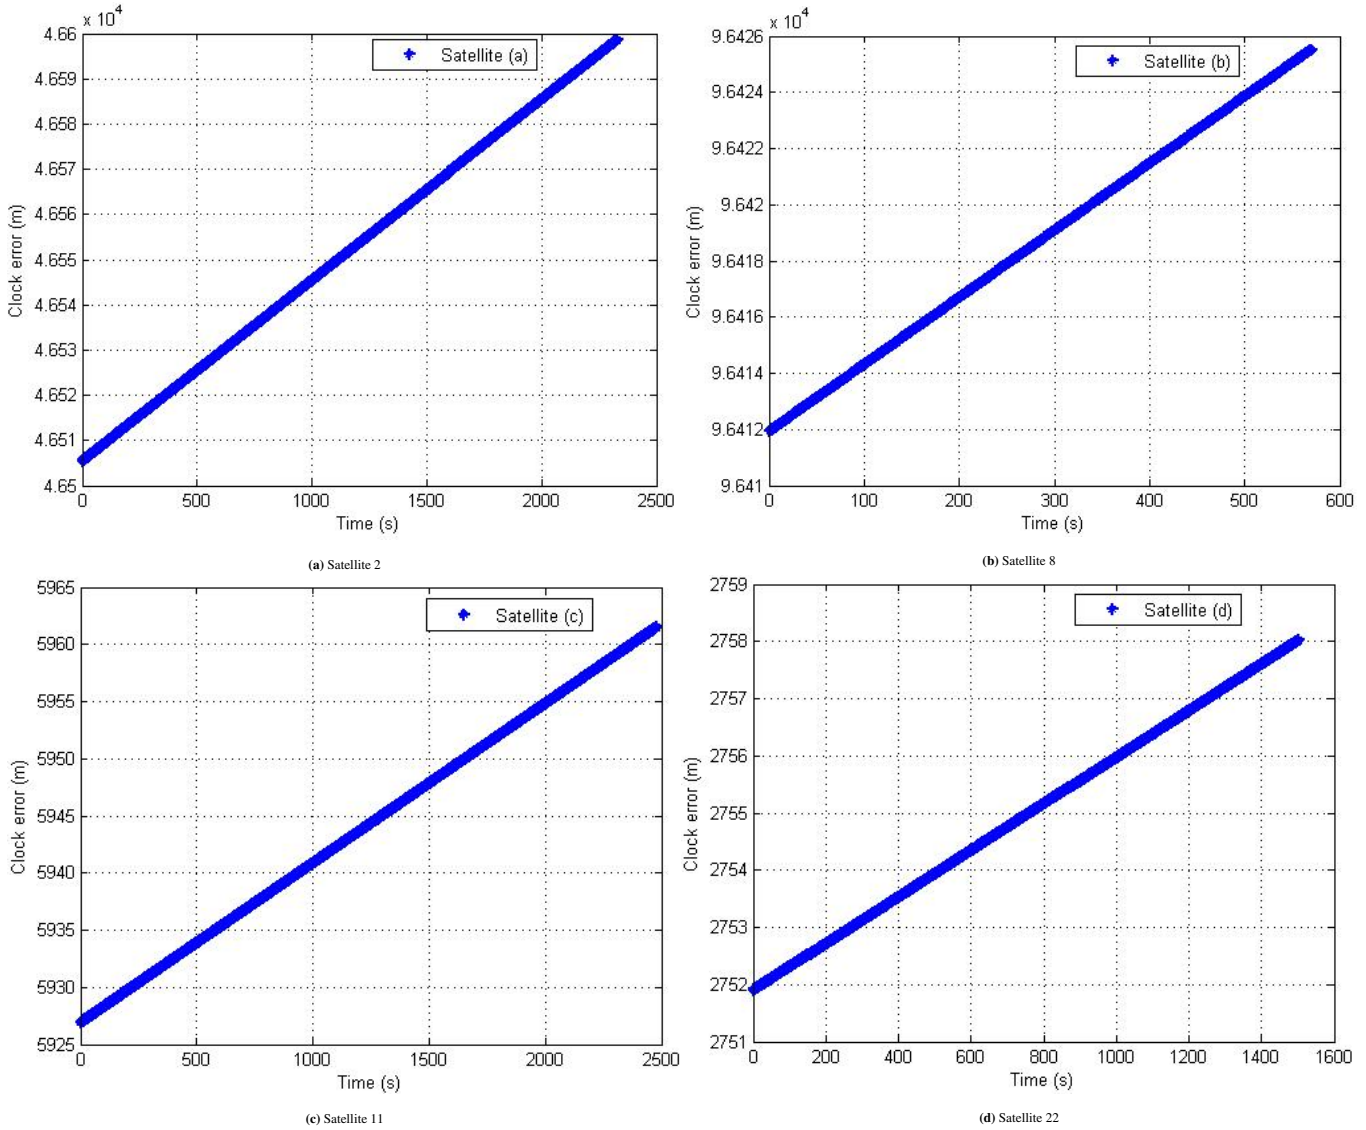 x 10^4
4.66
4.659
4.658
4.657
4.656
4.655
4.654
4.653
4.652
4.651
4.65
Clock error (m)
Satellite (a)
0 500 1000 1500 2000 2500
Time (s)
(a) Satellite 2
x 10^4
9.6426
9.6424
9.6422
9.642
9.6418
9.6416
9.6414
9.6412
9.641
Clock error (m)
Satellite (b)
0 100 200 300 400 500 600
Time (s)
(b) Satellite 8
5965
5960
5955
5950
5945
5940
5935
5930
5925
Clock error (m)
Satellite (c)
0 500 1000 1500 2000 2500
Time (s)
(c) Satellite 11
2759
2758
2757
2756
2755
2754
2753
2752
2751
Clock error (m)
Satellite (d)
0 200 400 600 800 1000 1200 1400 1600
Time (s)
(d) Satellite 22